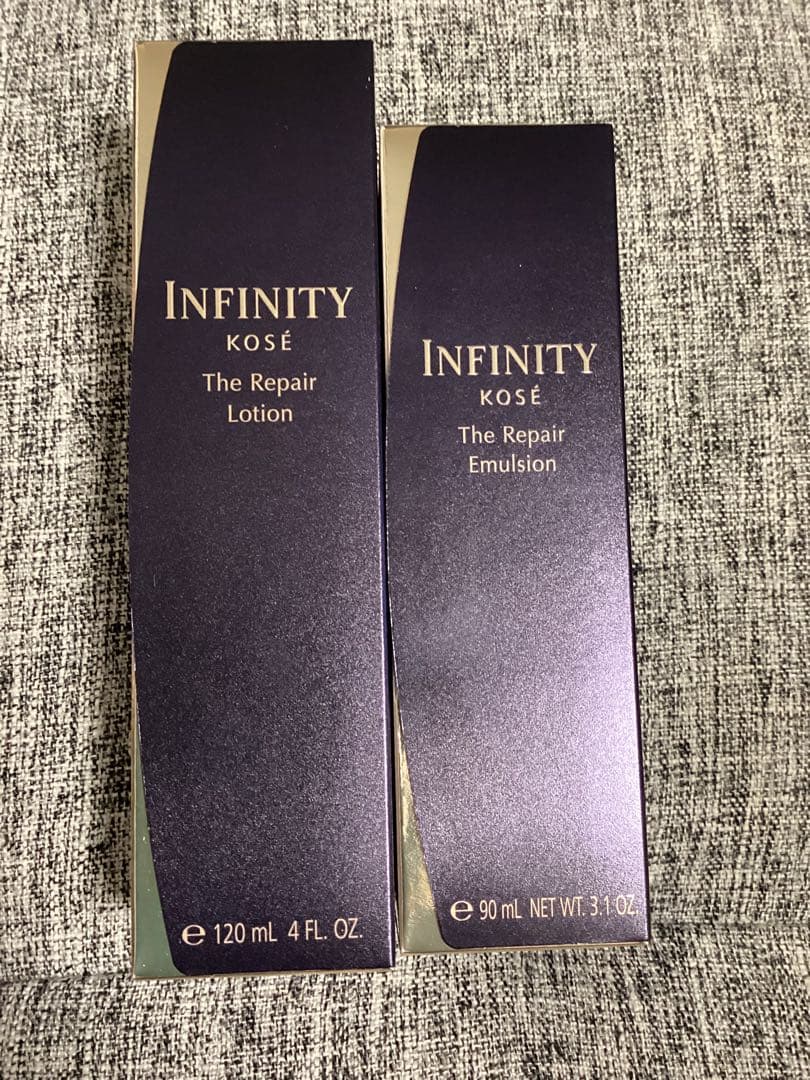 INFINITY
KOSÉ
The Repair
Lotion
℮ 120 mL 4 FL. OZ.
INFINITY
KOSÉ
The Repair
Emulsion
℮ 90 mL NET WT. 3.1 OZ.